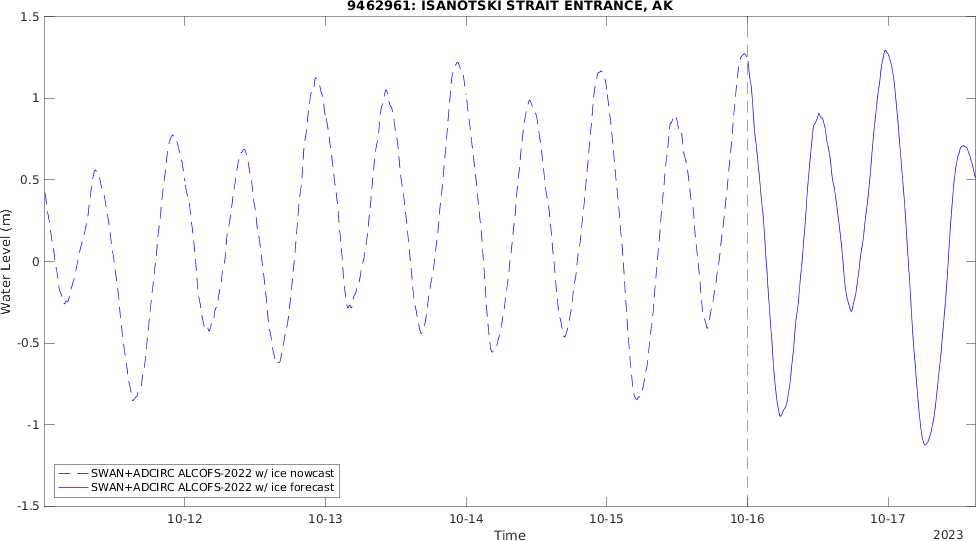 9462961: ISANOTSKI STRAIT ENTRANCE, AK
Water Level (m)
1.5
1
0.5
0
-0.5
-1
-1.5
SWAN+ADCIRC ALCOFS-2022 w/ ice nowcast
SWAN+ADCIRC ALCOFS-2022 w/ ice forecast
10-12 10-13 10-14 10-15 10-16 10-17
Time
2023